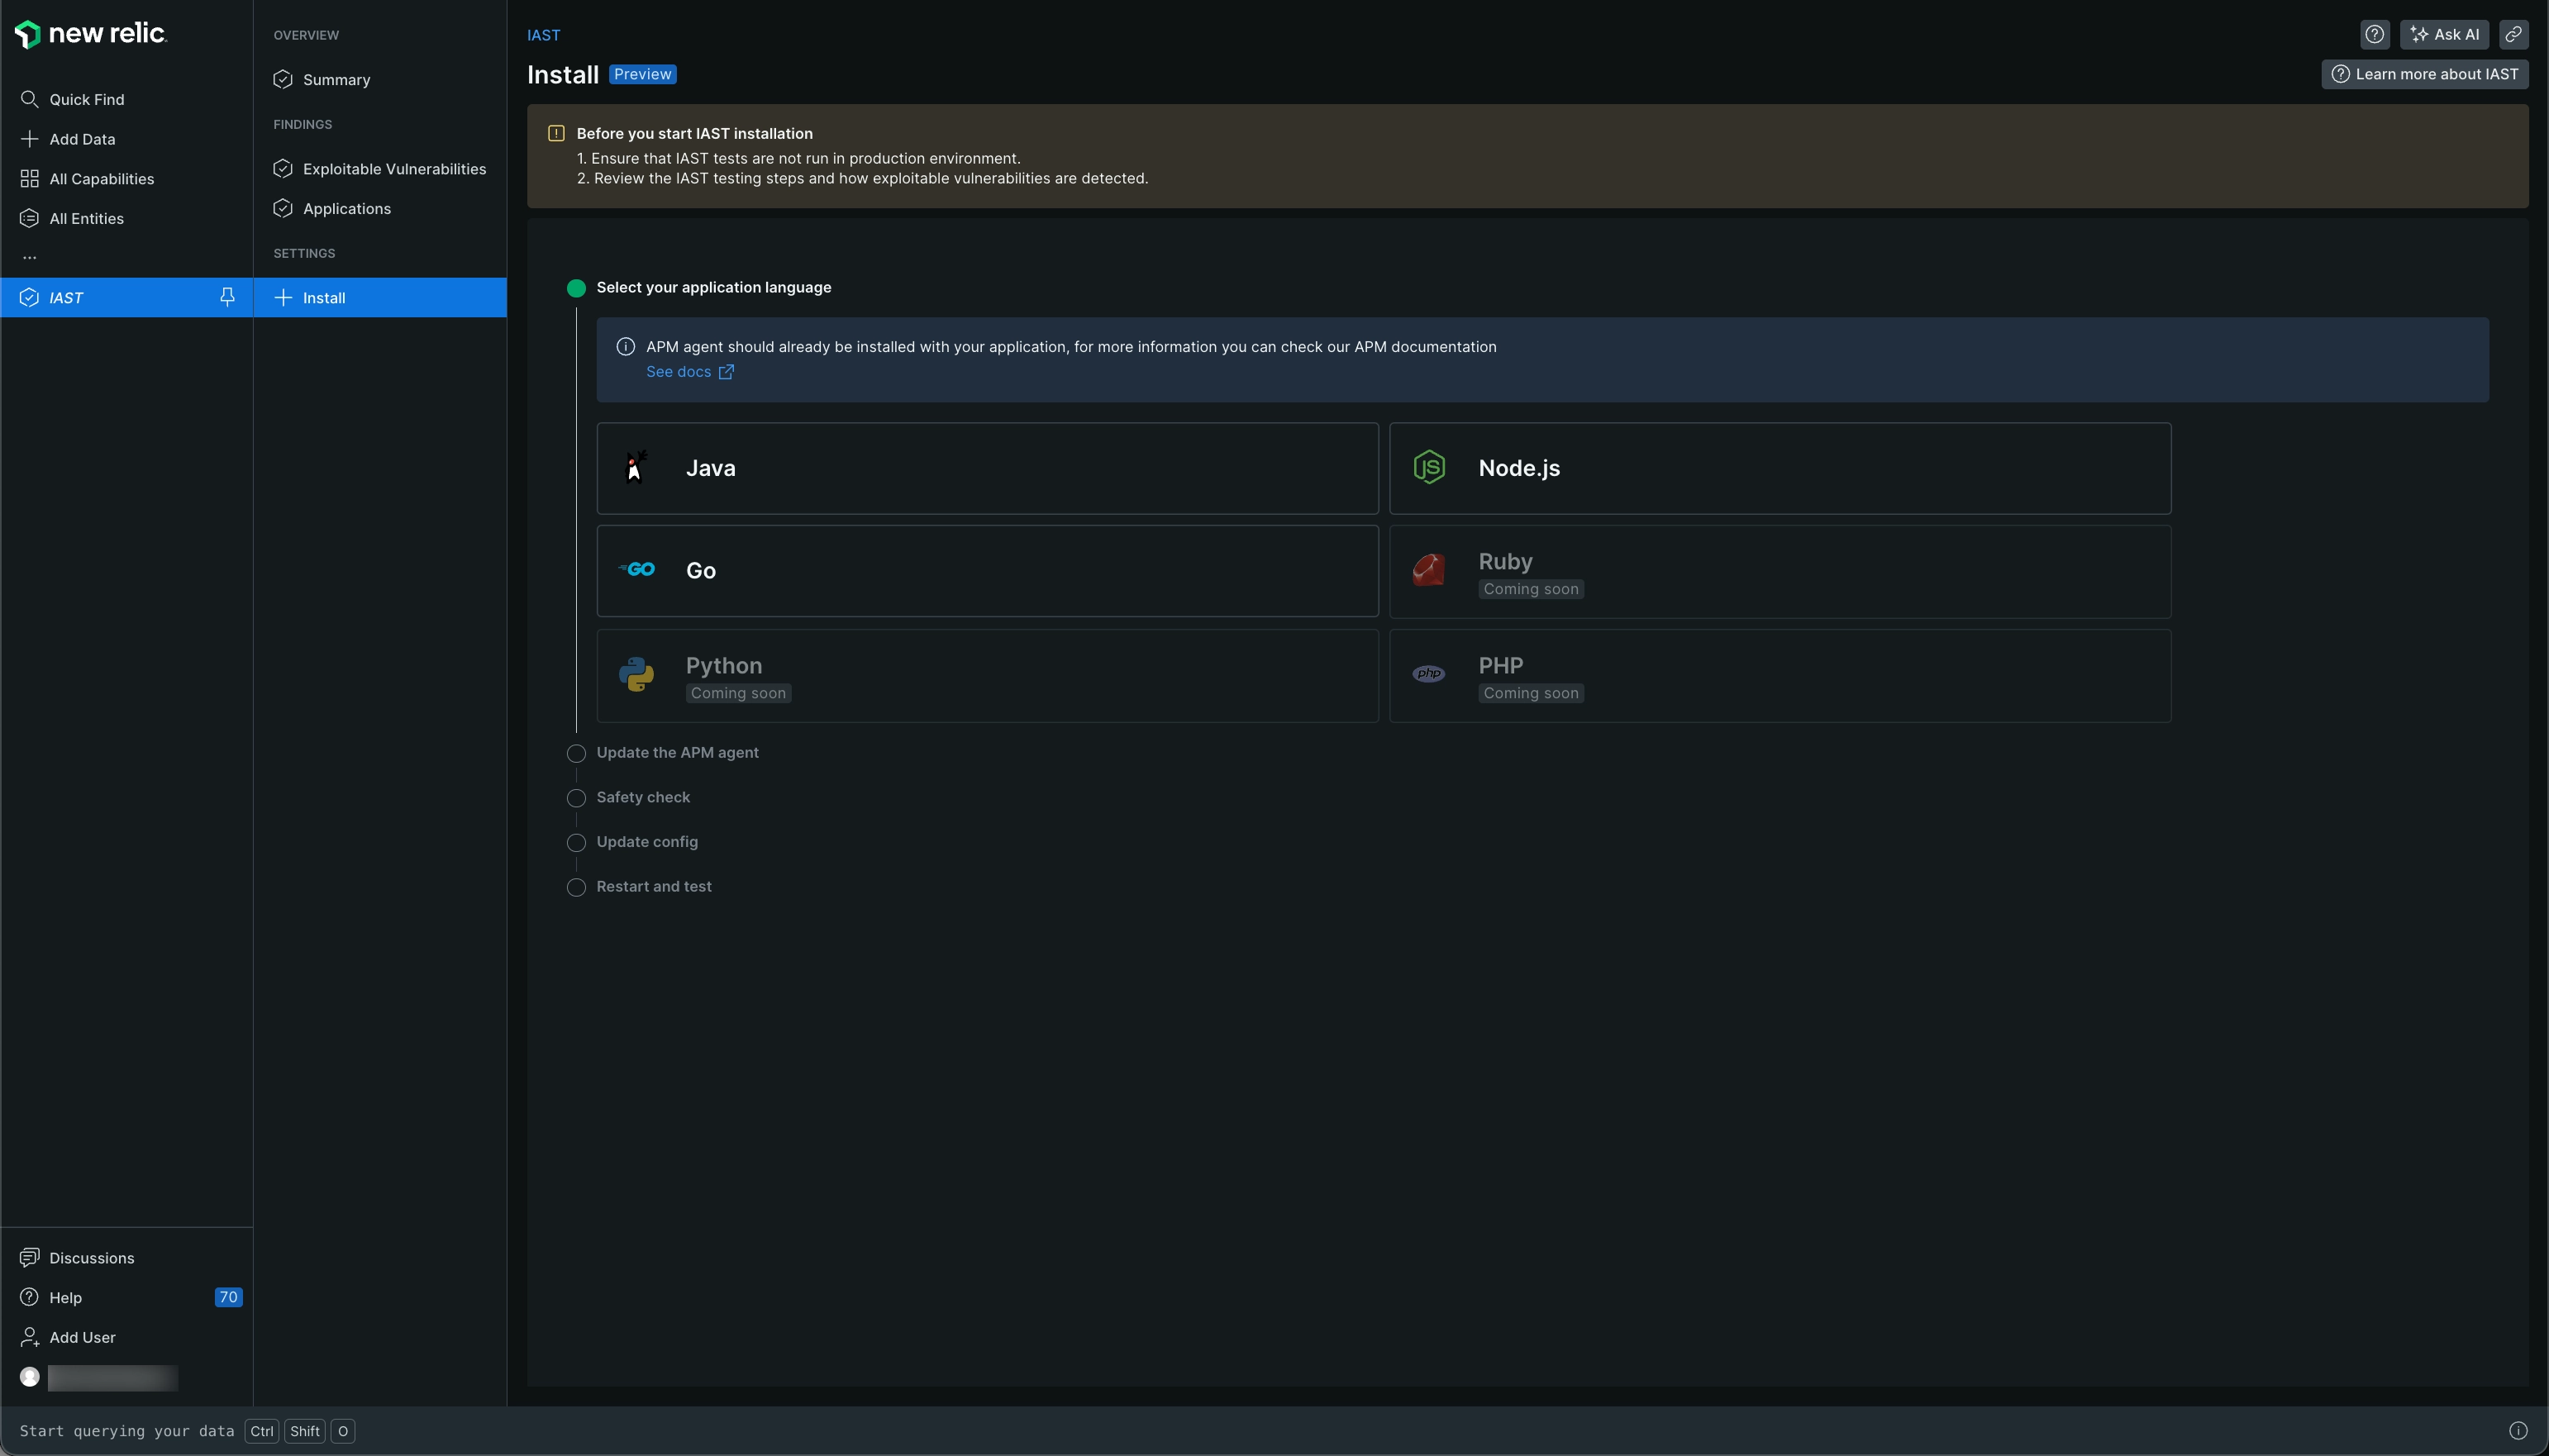 new relic.
Quick Find
Add Data
All Capabilities
All Entities
...
IAST
Discussions
Help
70
Add User
OVERVIEW
Summary
FINDINGS
Exploitable Vulnerabilities
Applications
SETTINGS
Install
IAST
Install Preview
Ask AI
Learn more about IAST
Before you start IAST installation
1. Ensure that IAST tests are not run in production environment.
2. Review the IAST testing steps and how exploitable vulnerabilities are detected.
Select your application language
APM agent should already be installed with your application, for more information you can check our APM documentation
See docs
Java
JS
Node.js
GO
Go
Ruby
Coming soon
Python
Coming soon
php
PHP
Coming soon
Update the APM agent
Safety check
Update config
Restart and test
Start querying your data Ctrl Shift O